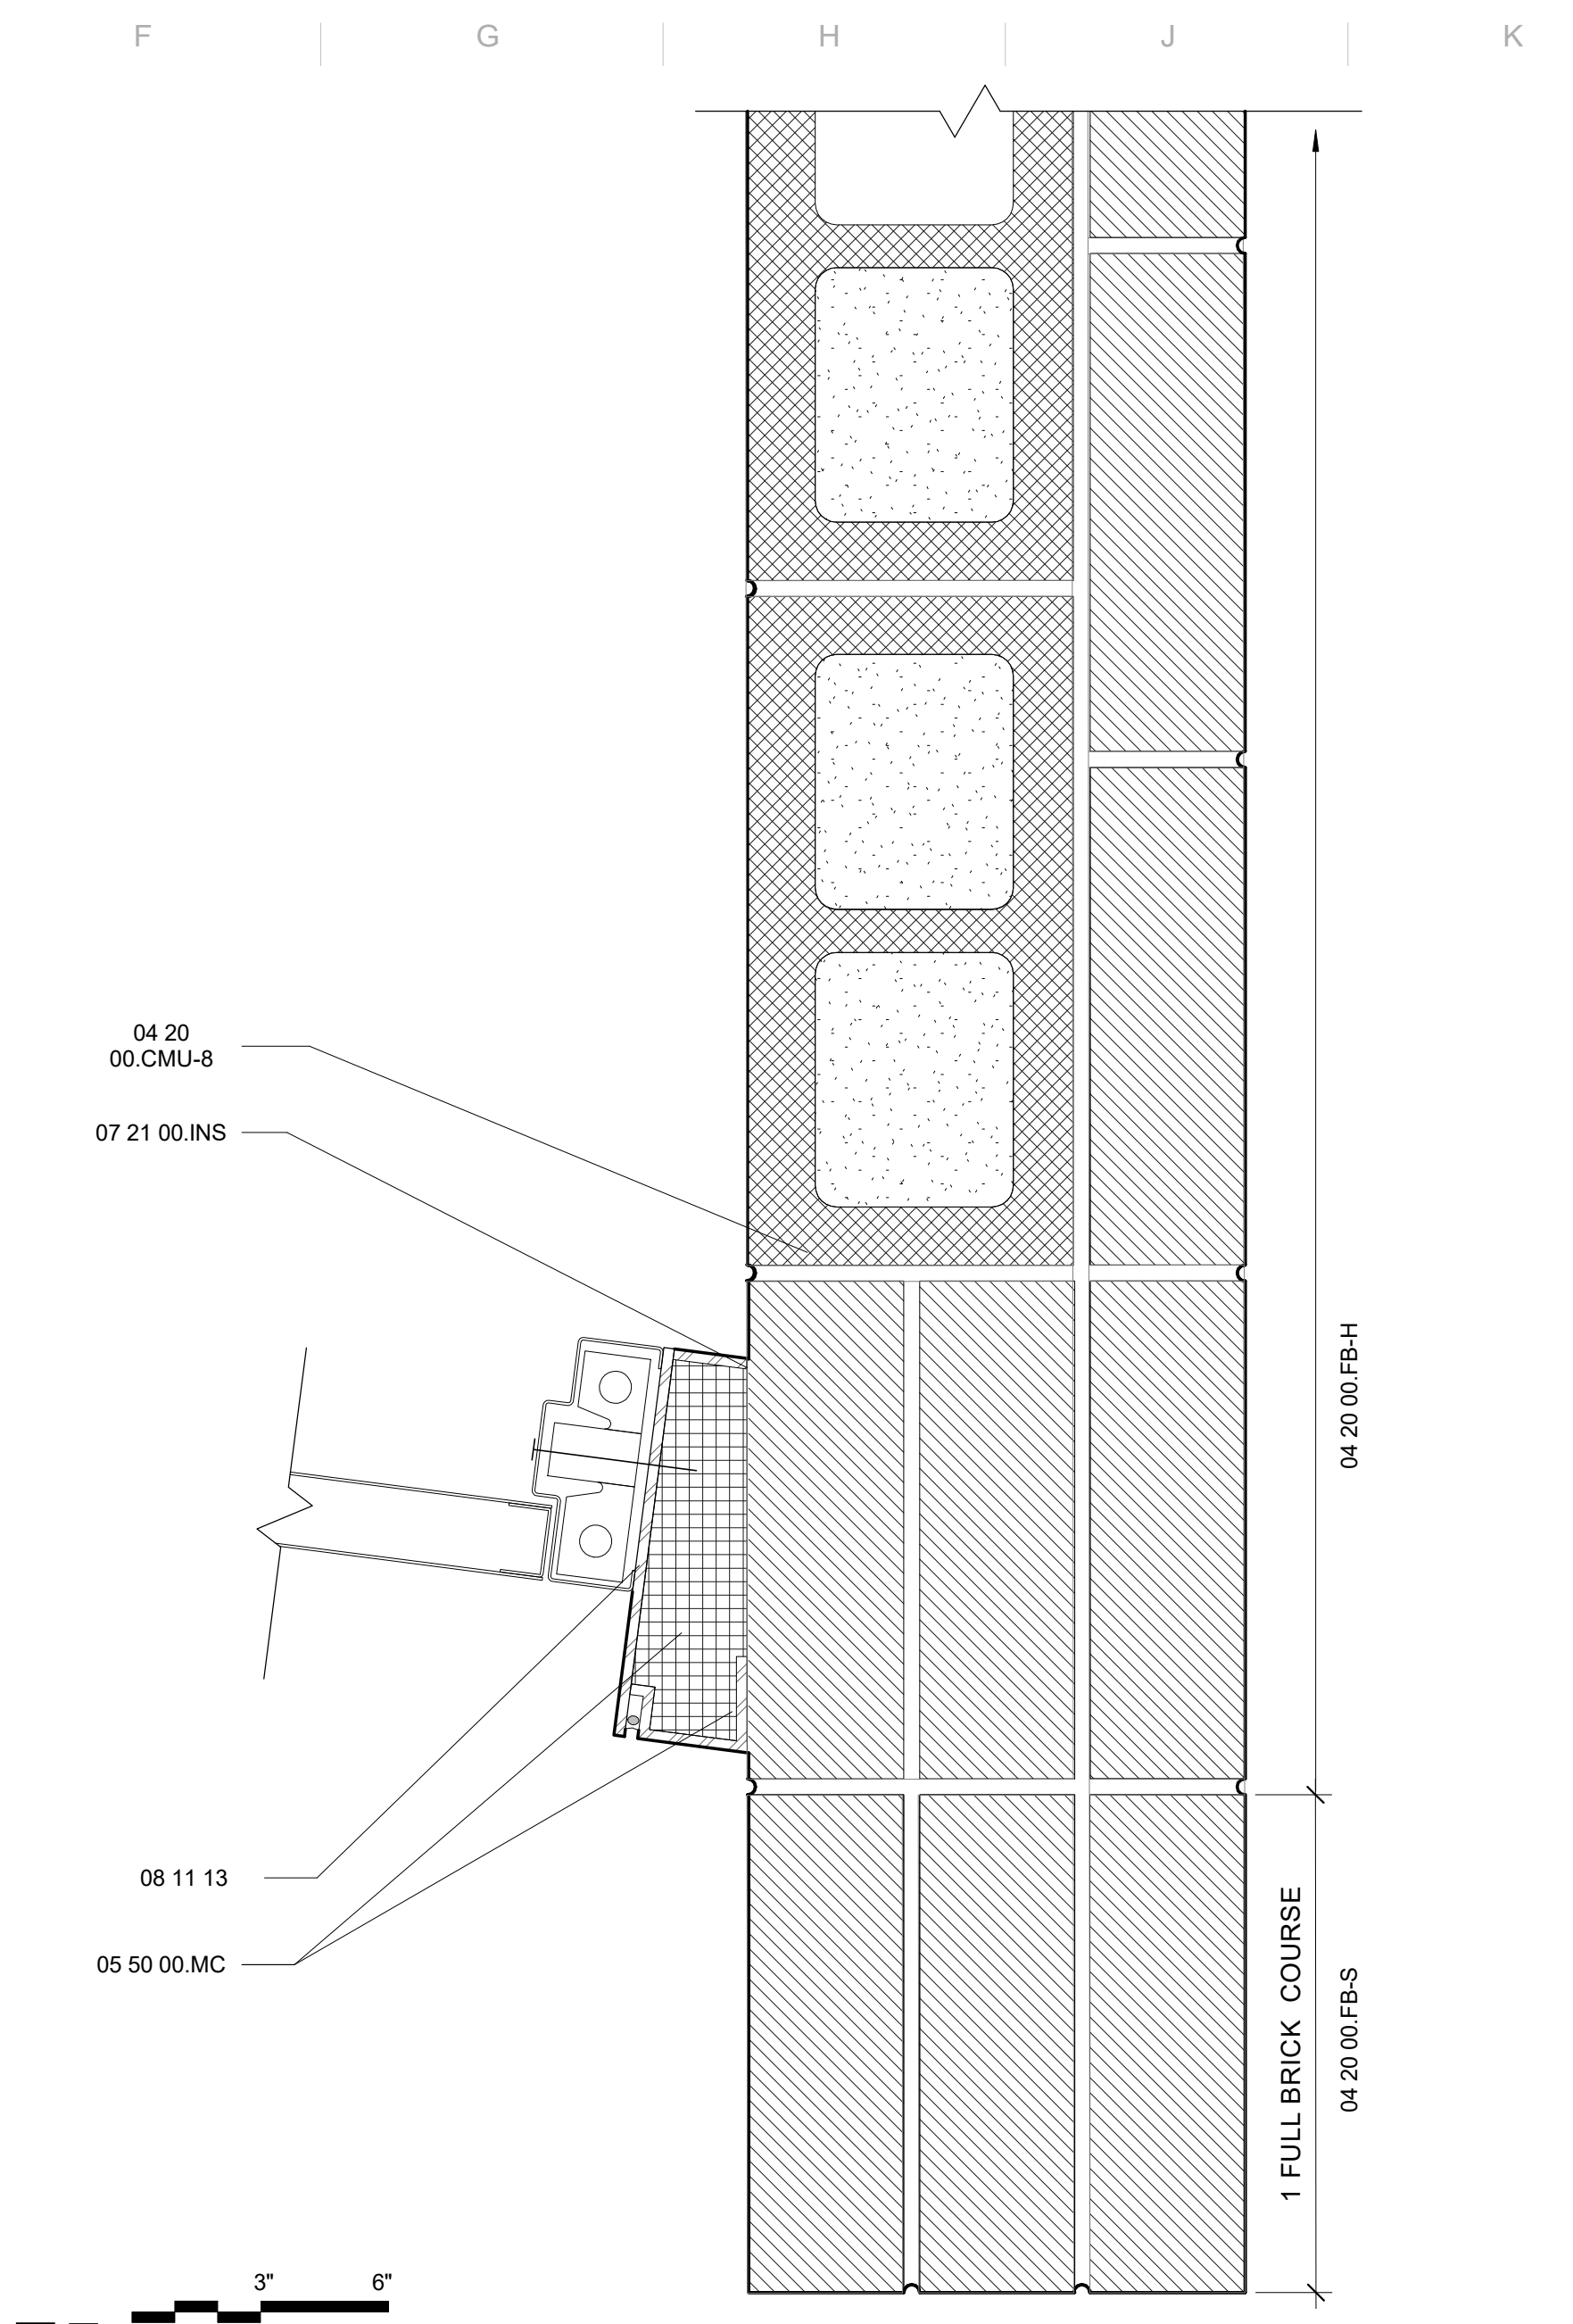 F G H J K
04 20
00.CMU-8
07 21 00.INS
04 20 00.FB-H
08 11 13
05 50 00.MC
1 FULL BRICK COURSE
04 20 00.FB-S
3" 6"